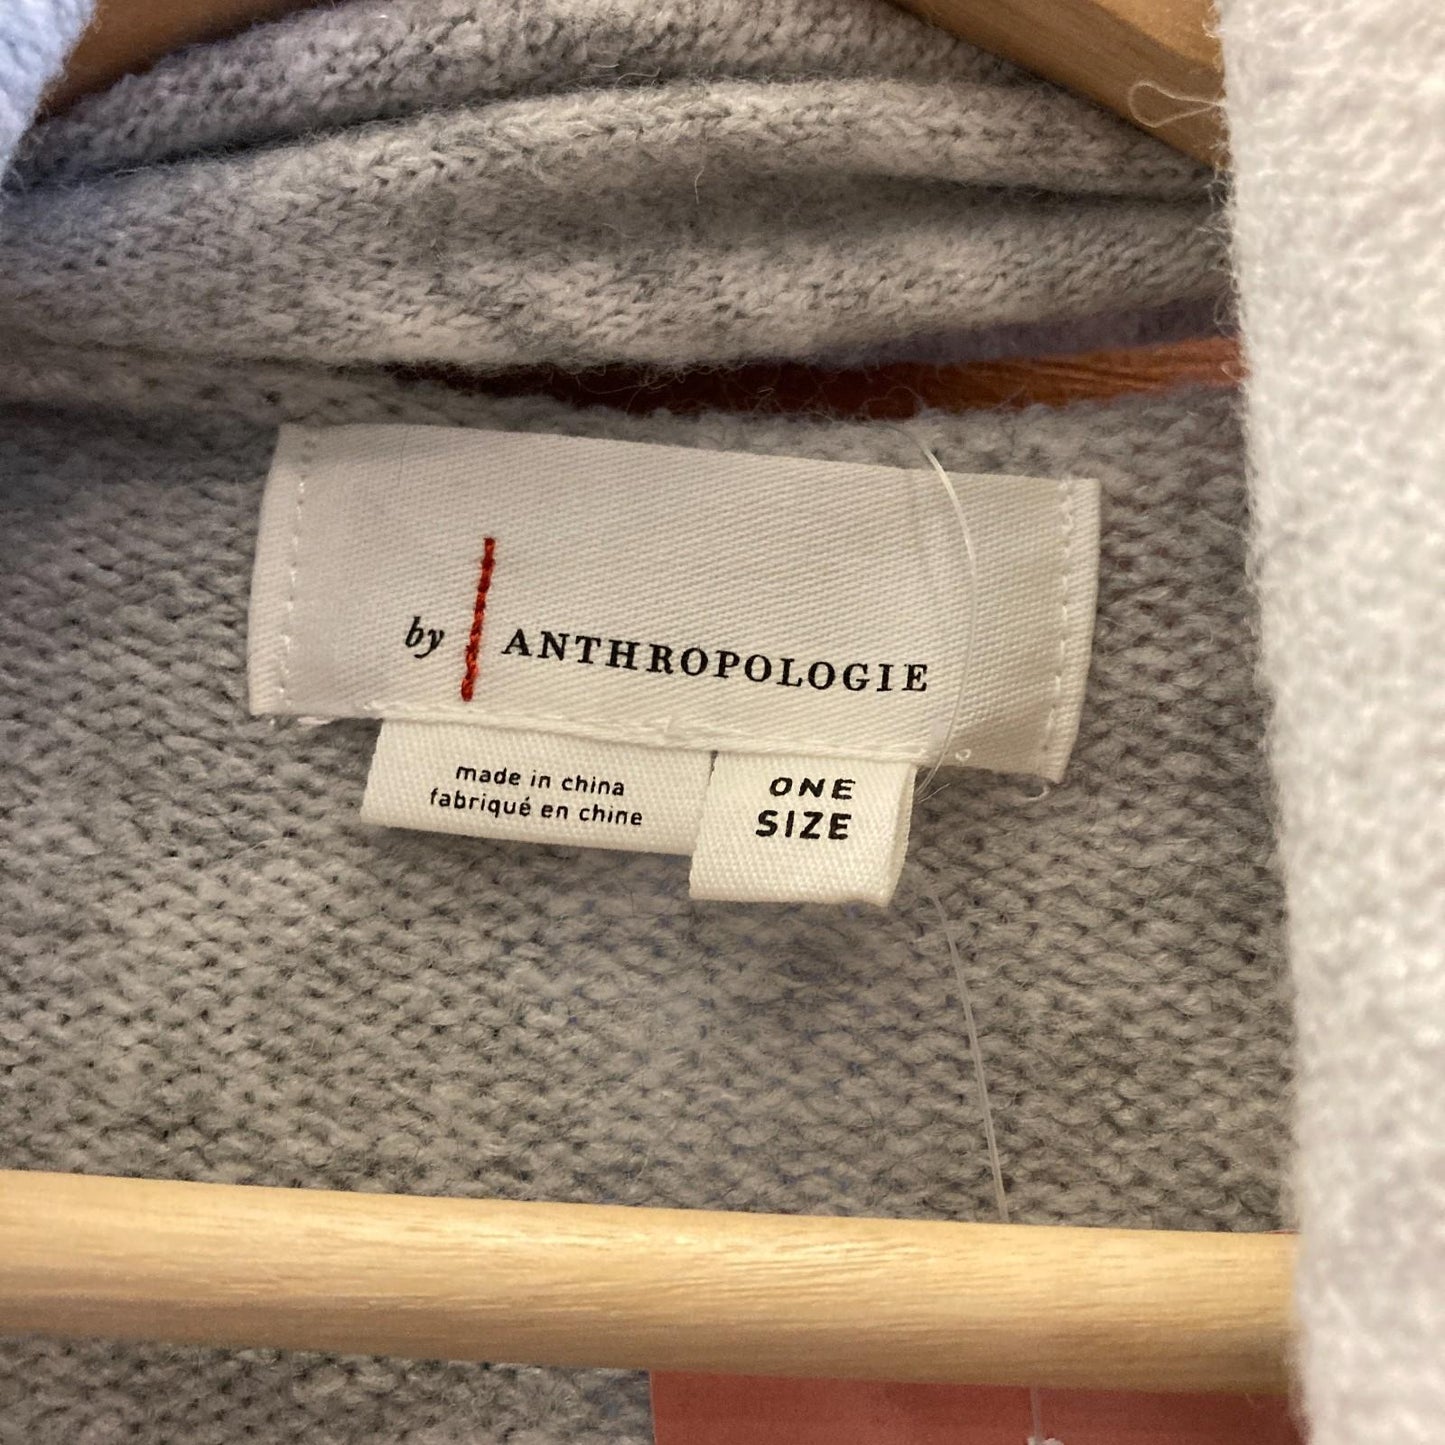 by ANTHROPOLOGIE
made in china
fabriqué en chine
ONE
SIZE